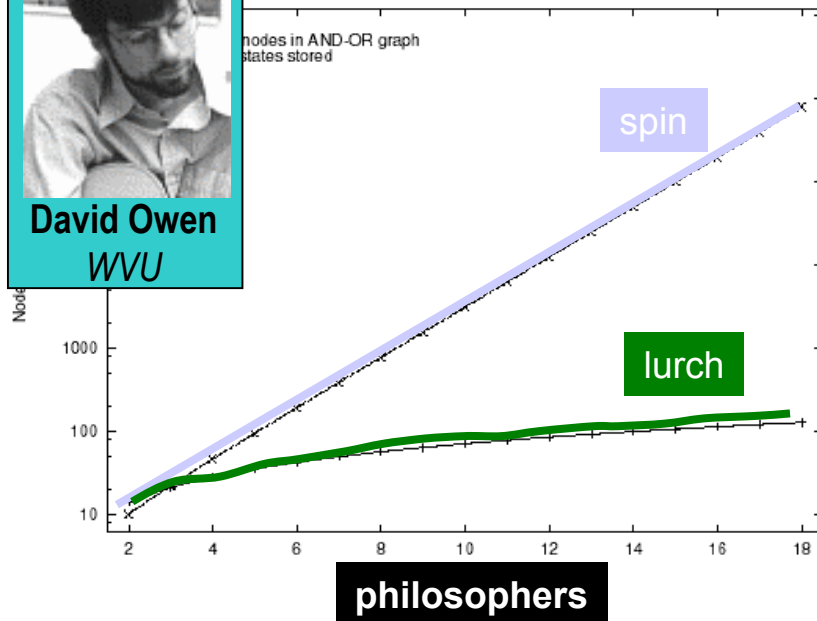 nodes in AND-OR graph
states stored
spin
David Owen
WVU
Node
1000
lurch
100
10
2 4 6 8 10 12 14 16 18
philosophers